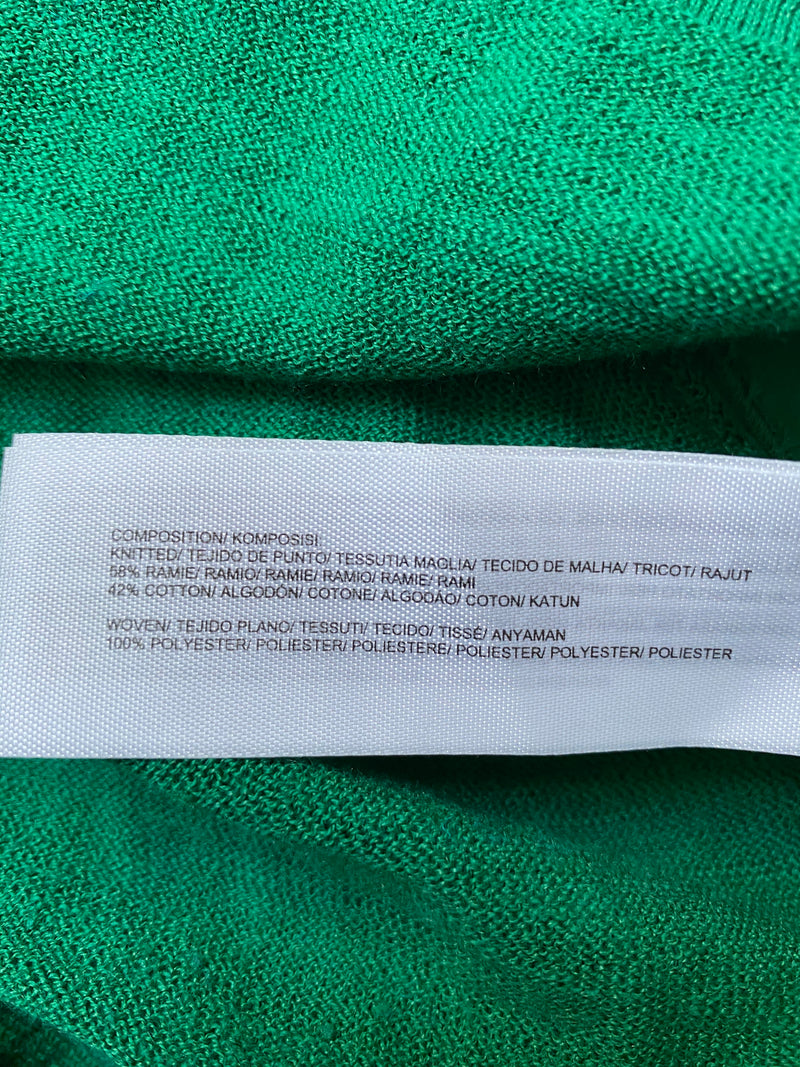 COMPOSITION/ KOMPOSISI:
KNITTED/ TEJIDO DE PUNTO/ TESSUTIA MAGLIA/ TECIDO DE MALHA/ TRICOT/ RAJUT
58% RAMIE/ RAMIO/ RAMIE/ RAMIO/ RAMIE/ RAMI
42% COTTON/ ALGODÓN/ COTONE/ ALGODÃO/ COTON/ KATUN
WOVEN/ TEJIDO PLANO/ TESSUTI/ TECIDO/ TISSÉ/ ANYAMAN
100% POLYESTER/ POLIESTER/ POLIESTERE/ POLIESTER/ POLYESTER/ POLIESTER